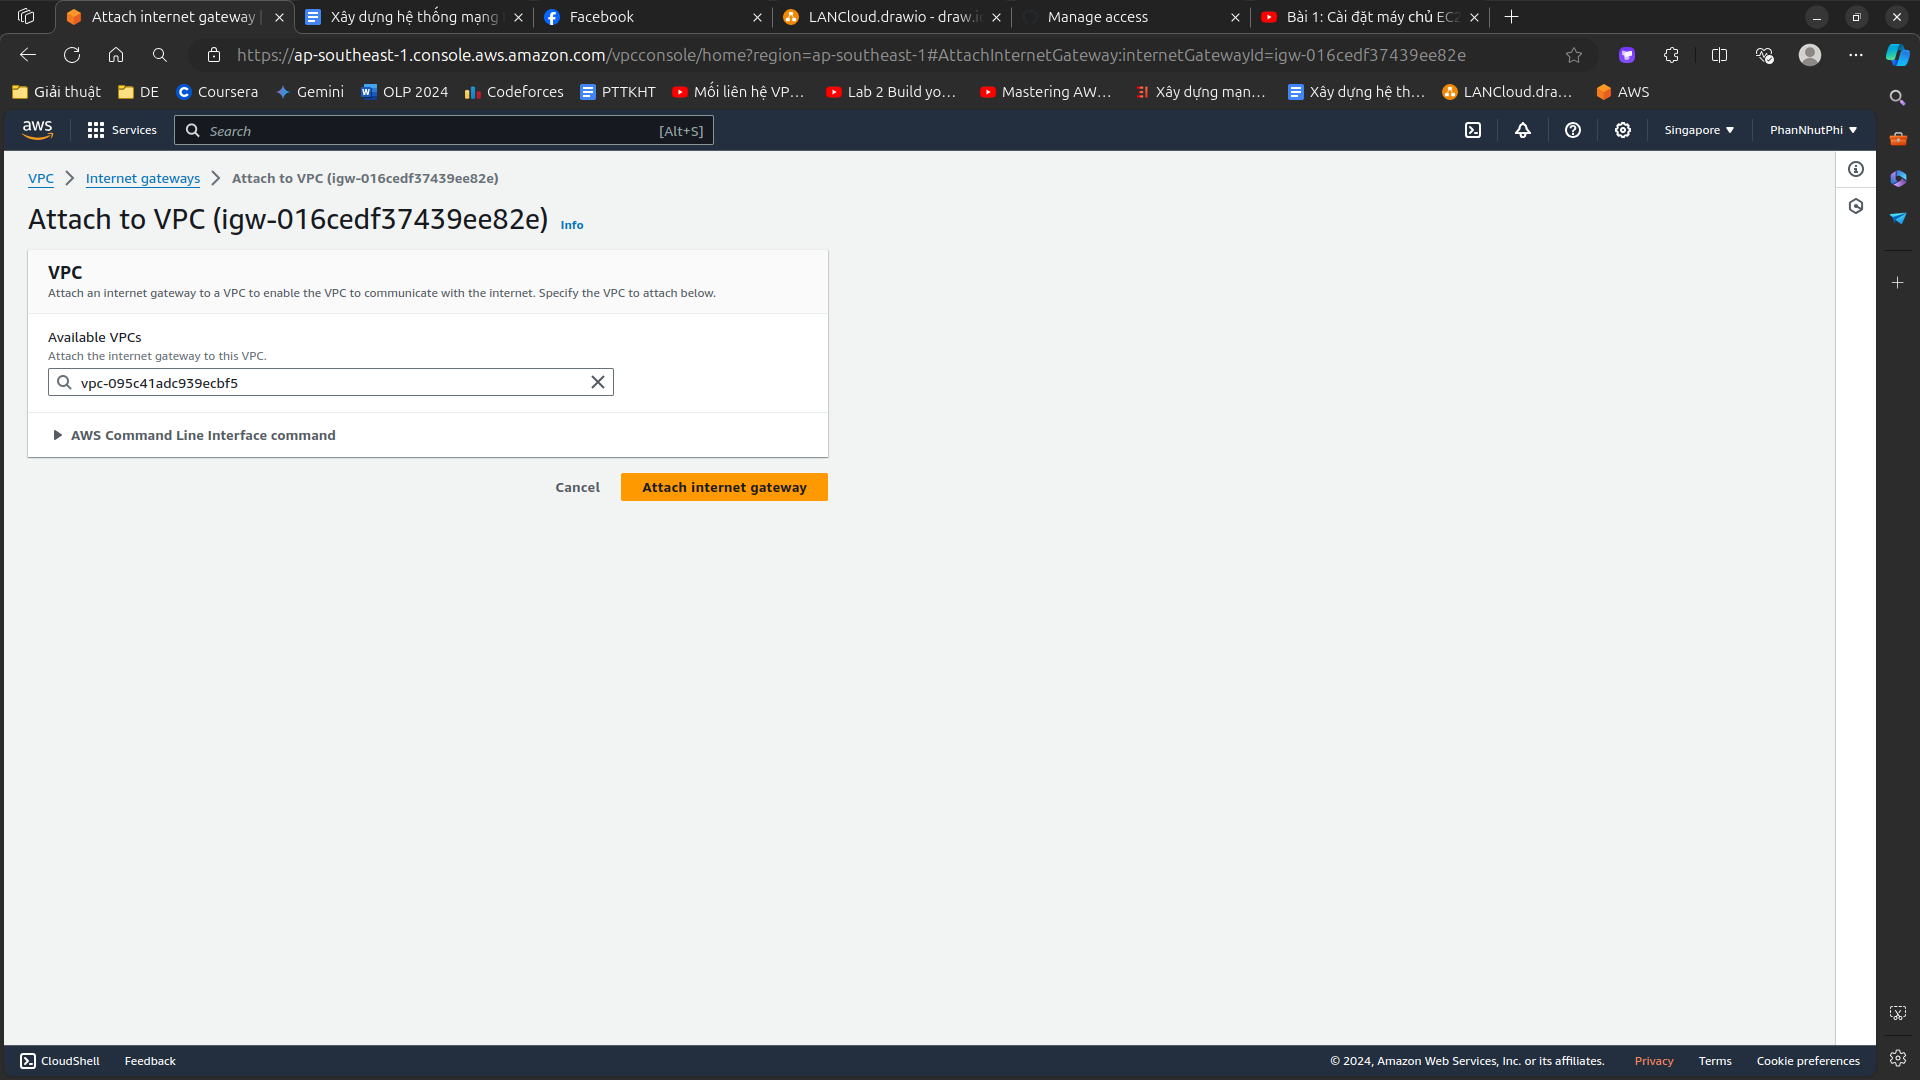 Attach internet gateway |
Xây dựng hệ thống mạng
Facebook
LANCloud.drawio - draw.i
Manage access
Bài 1: Cài đặt máy chủ EC2
https://ap-southeast-1.console.aws.amazon.com/vpcconsole/home?region=ap-southeast-1#AttachInternetGateway:internetGatewayId=igw-016cedf37439ee82e
Giải thuật
DE
Coursera
Gemini
OLP 2024
Codeforces
PTTKHT
Mối liên hệ VP...
Lab 2 Build yo...
Mastering AW...
Xây dựng mạn...
Xây dựng hệ th...
LANCloud.dra...
AWS
aws
Services
Search
[Alt+S]
Singapore
PhanNhutPhi
VPC
Internet gateways
Attach to VPC (igw-016cedf37439ee82e)
Attach to VPC (igw-016cedf37439ee82e)
Info
VPC
Attach an internet gateway to a VPC to enable the VPC to communicate with the internet. Specify the VPC to attach below.
Available VPCs
Attach the internet gateway to this VPC.
vpc-095c41adc939ecbf5
AWS Command Line Interface command
Cancel
Attach internet gateway
CloudShell
Feedback
© 2024, Amazon Web Services, Inc. or its affiliates.
Privacy
Terms
Cookie preferences